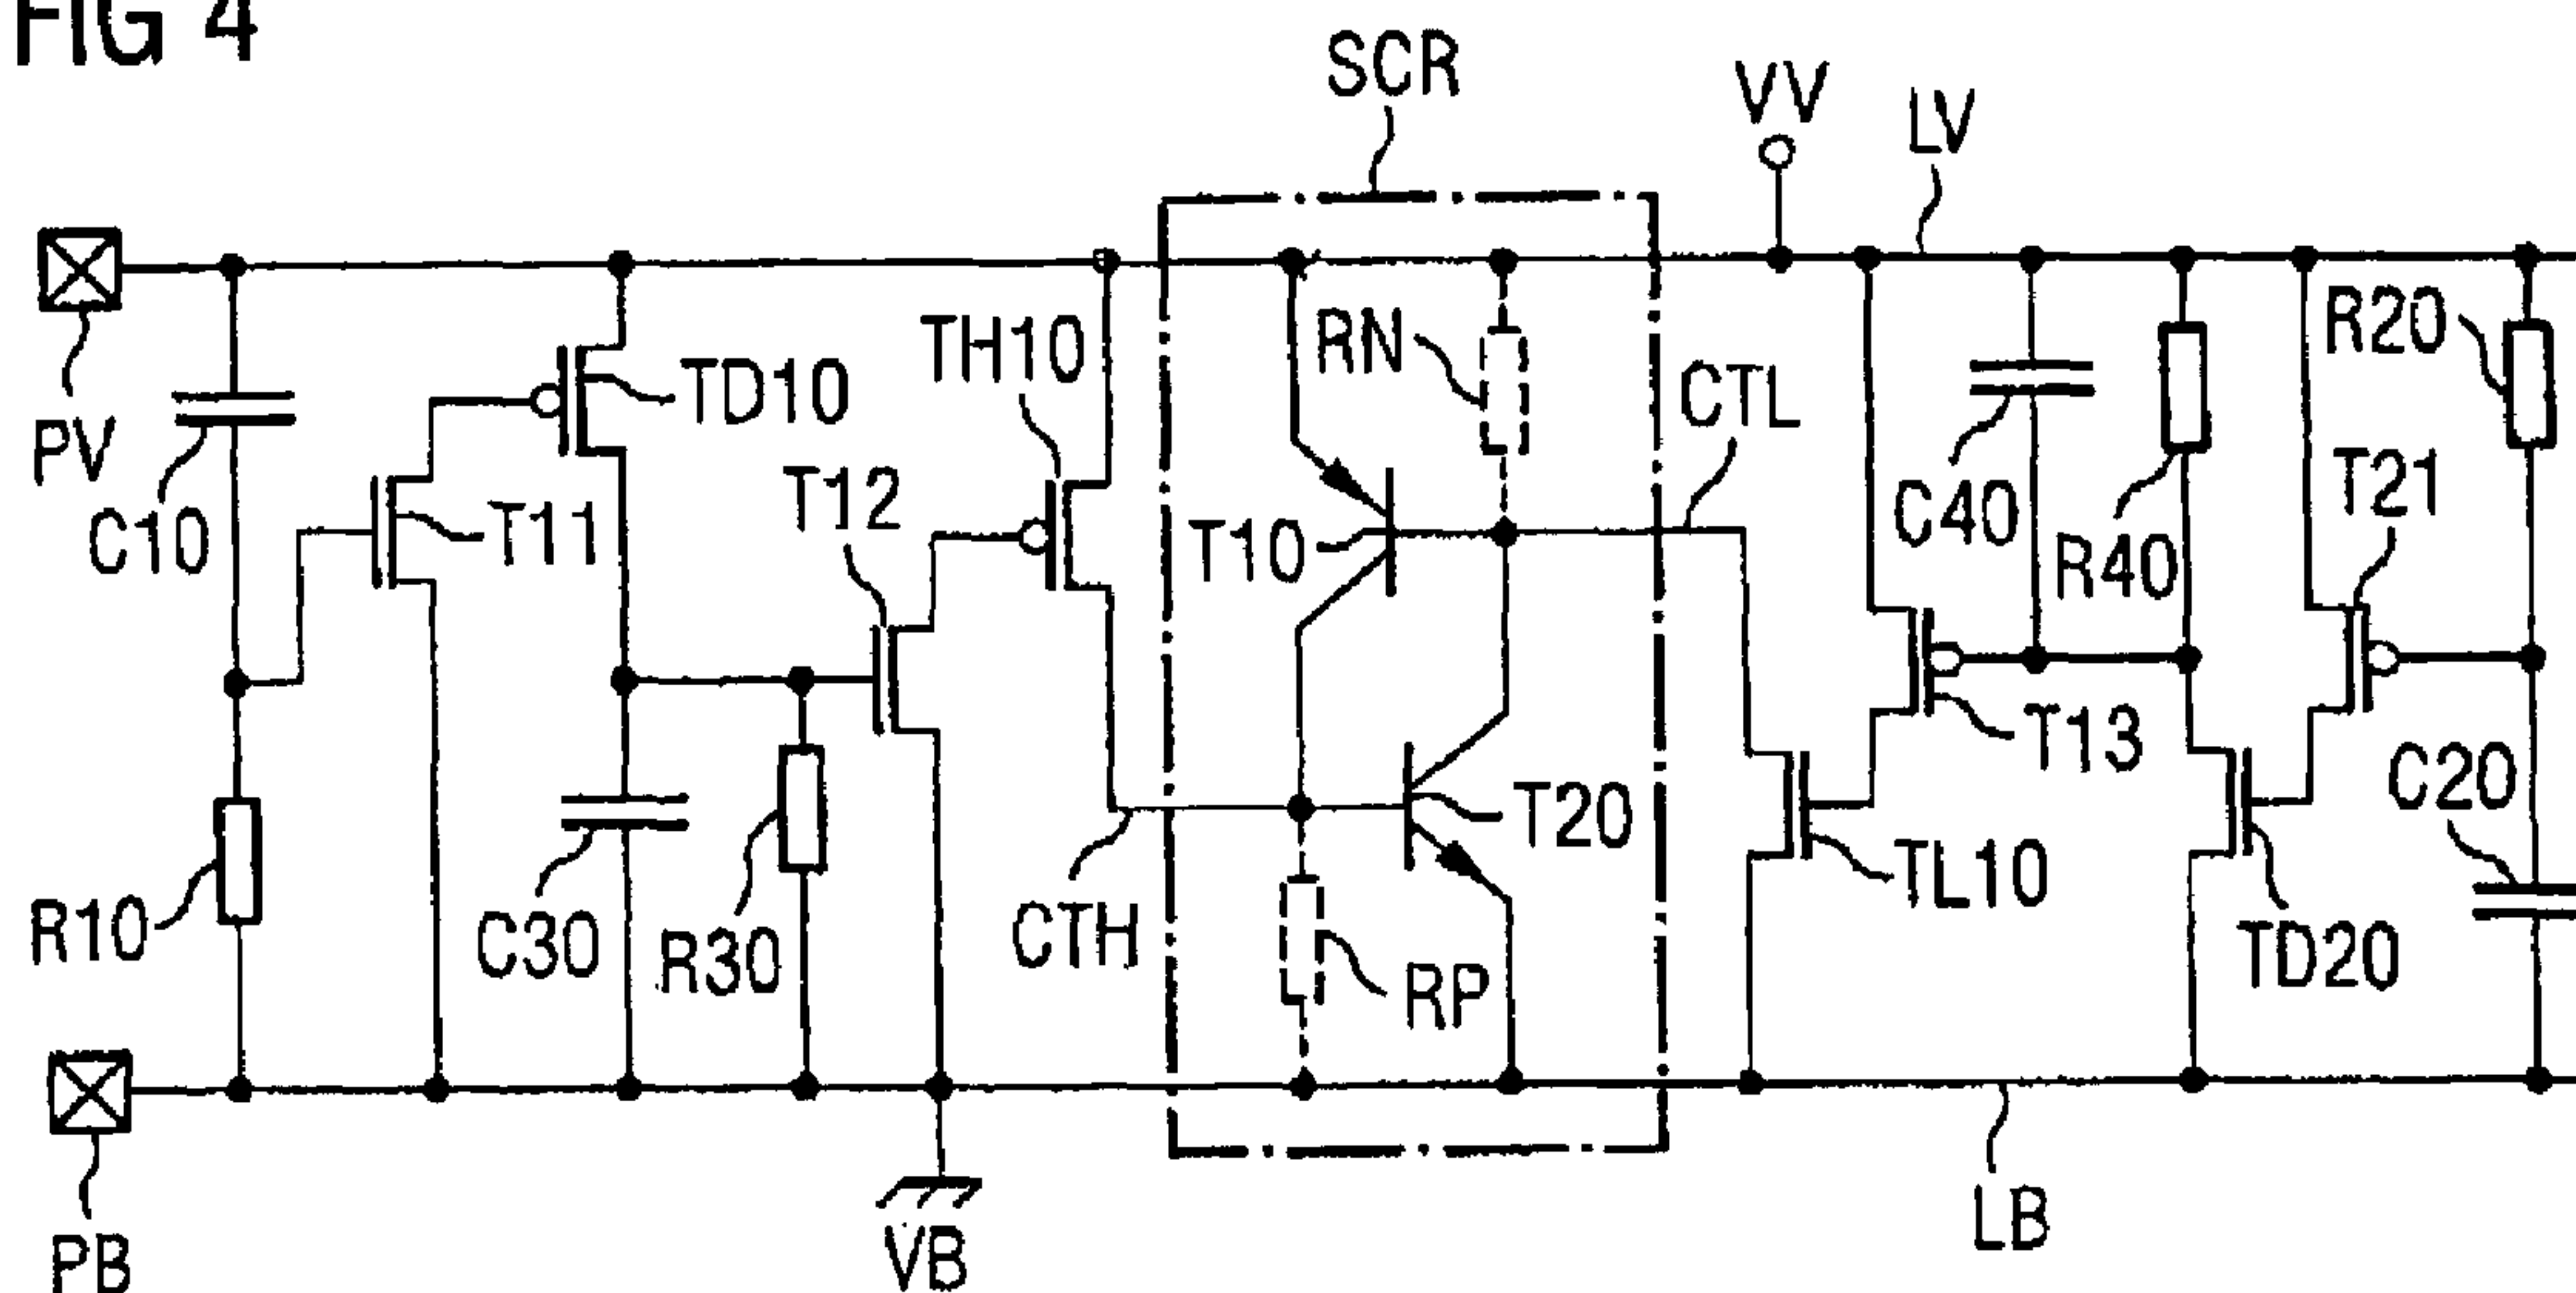 FIG 4
SCR
VV
LV
PV
C10
TD10
T11
T12
TH10
RN
CTL
T10
C40
R40
R20
T21
T13
C20
R10
C30
R30
CTH
RP
T20
TL10
TD20
PB
VB
LB